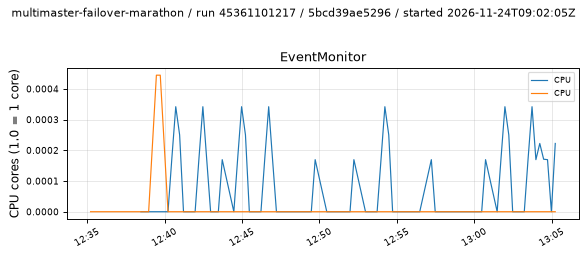 multimaster-failover-marathon / run 45361101217 / 5bcd39ae5296 / started 2026-11-24T09:02:05Z
EventMonitor
CPU cores (1.0 = 1 core)
0.0004
0.0003
0.0002
0.0001
0.0000
CPU
CPU
12:35
12:40
12:45
12:50
12:55
13:00
13:05